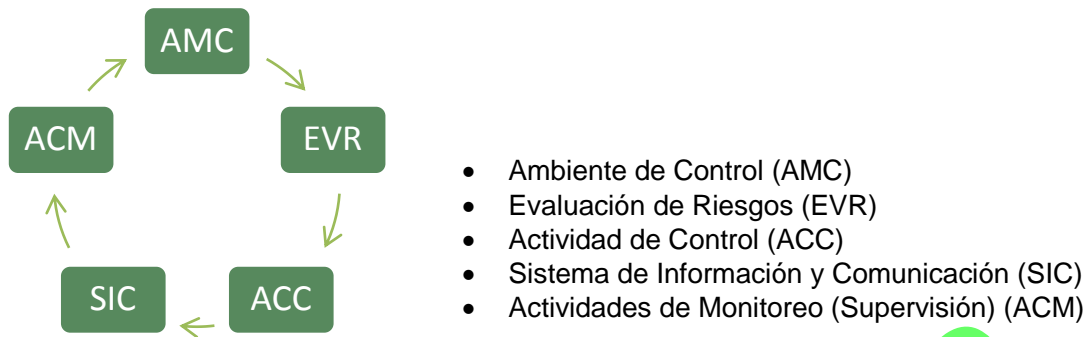 AMC
ACM
EVR
SIC
ACC
• Ambiente de Control (AMC)
• Evaluación de Riesgos (EVR)
• Actividad de Control (ACC)
• Sistema de Información y Comunicación (SIC)
• Actividades de Monitoreo (Supervisión) (ACM)